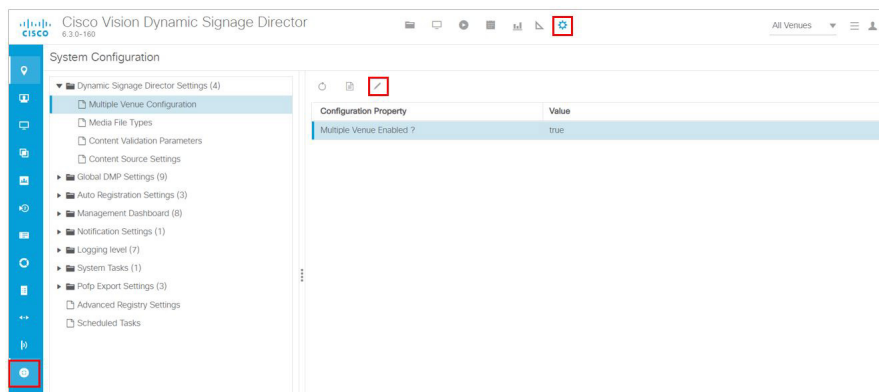 Cisco Vision Dynamic Signage Director
CISCO 6.3.0-160
All Venues
System Configuration
Dynamic Signage Director Settings (4)
Multiple Venue Configuration
Media File Types
Content Validation Parameters
Content Source Settings
Global DMP Settings (9)
Auto Registration Settings (3)
Management Dashboard (8)
Notification Settings (1)
Logging level (7)
System Tasks (1)
Pofp Export Settings (3)
Advanced Registry Settings
Scheduled Tasks
Configuration Property Value
Multiple Venue Enabled ? true